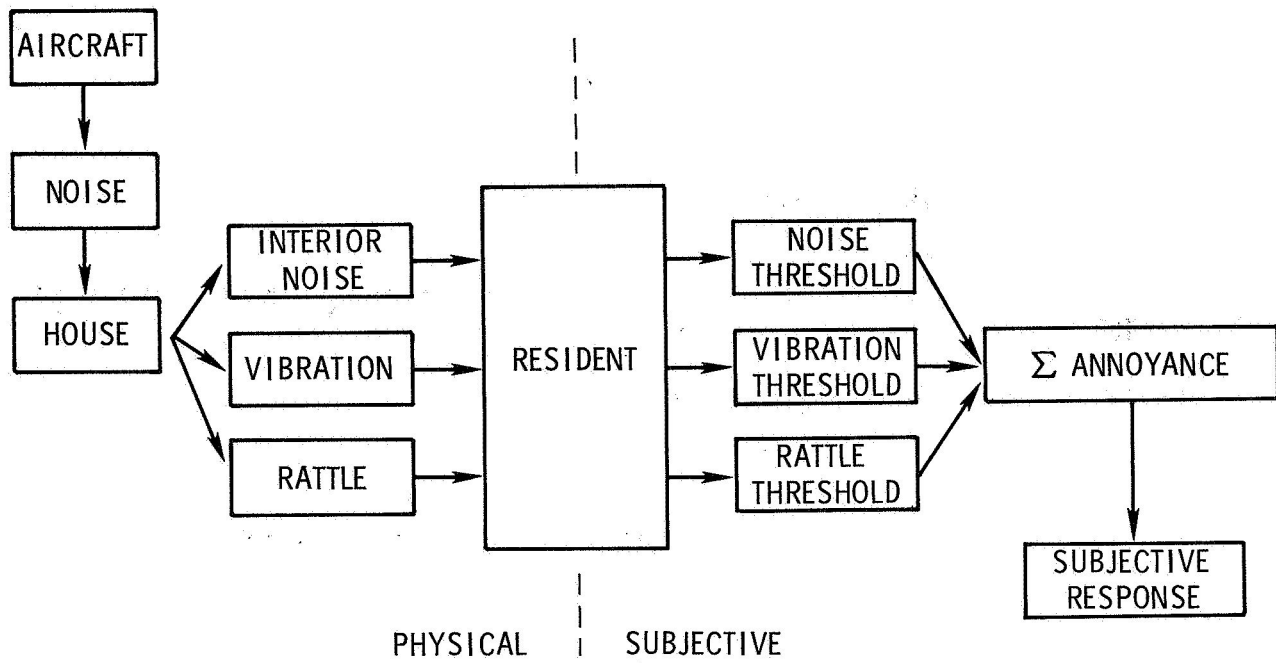 AIRCRAFT
NOISE
HOUSE
INTERIOR
NOISE
VIBRATION
RATTLE
RESIDENT
NOISE
THRESHOLD
VIBRATION
THRESHOLD
RATTLE
THRESHOLD
Σ ANNOYANCE
SUBJECTIVE
RESPONSE
PHYSICAL
SUBJECTIVE